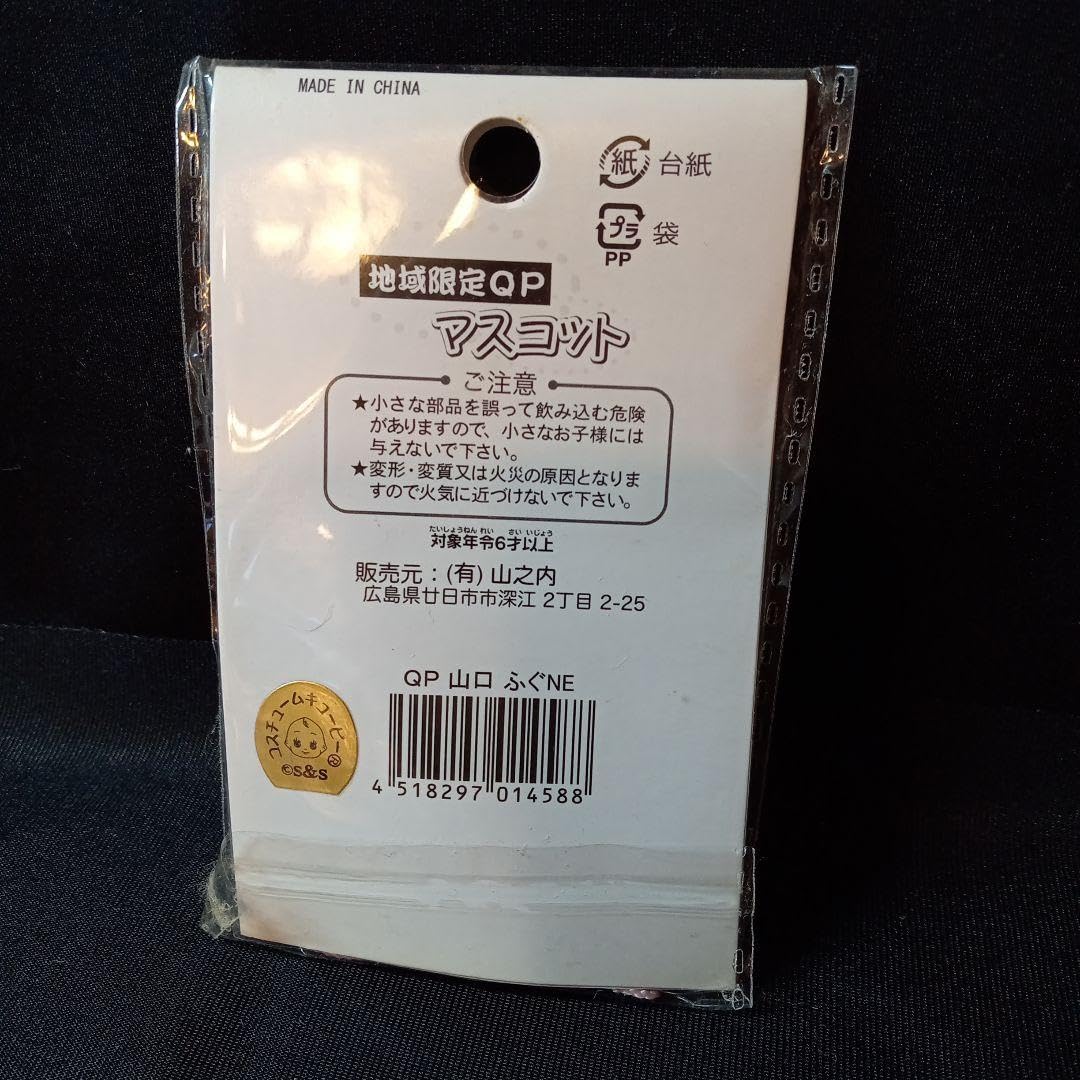 MADE IN CHINA
紙 台紙
プラ 袋
PP
地域限定QP
マスコット
ご注意
★小さな部品を誤って飲み込む危険
がありますので、小さなお子様には
与えないで下さい。
★変形・変質又は火災の原因となりま
すので火気に近づけないで下さい。
たいしょうねんれい さい いじょう
対象年令6才以上
販売元：(有) 山之内
広島県廿日市市深江 2丁目 2-25
QP 山口 ふぐNE
コスチュームキューピー®
©S&S
4 518297 014588